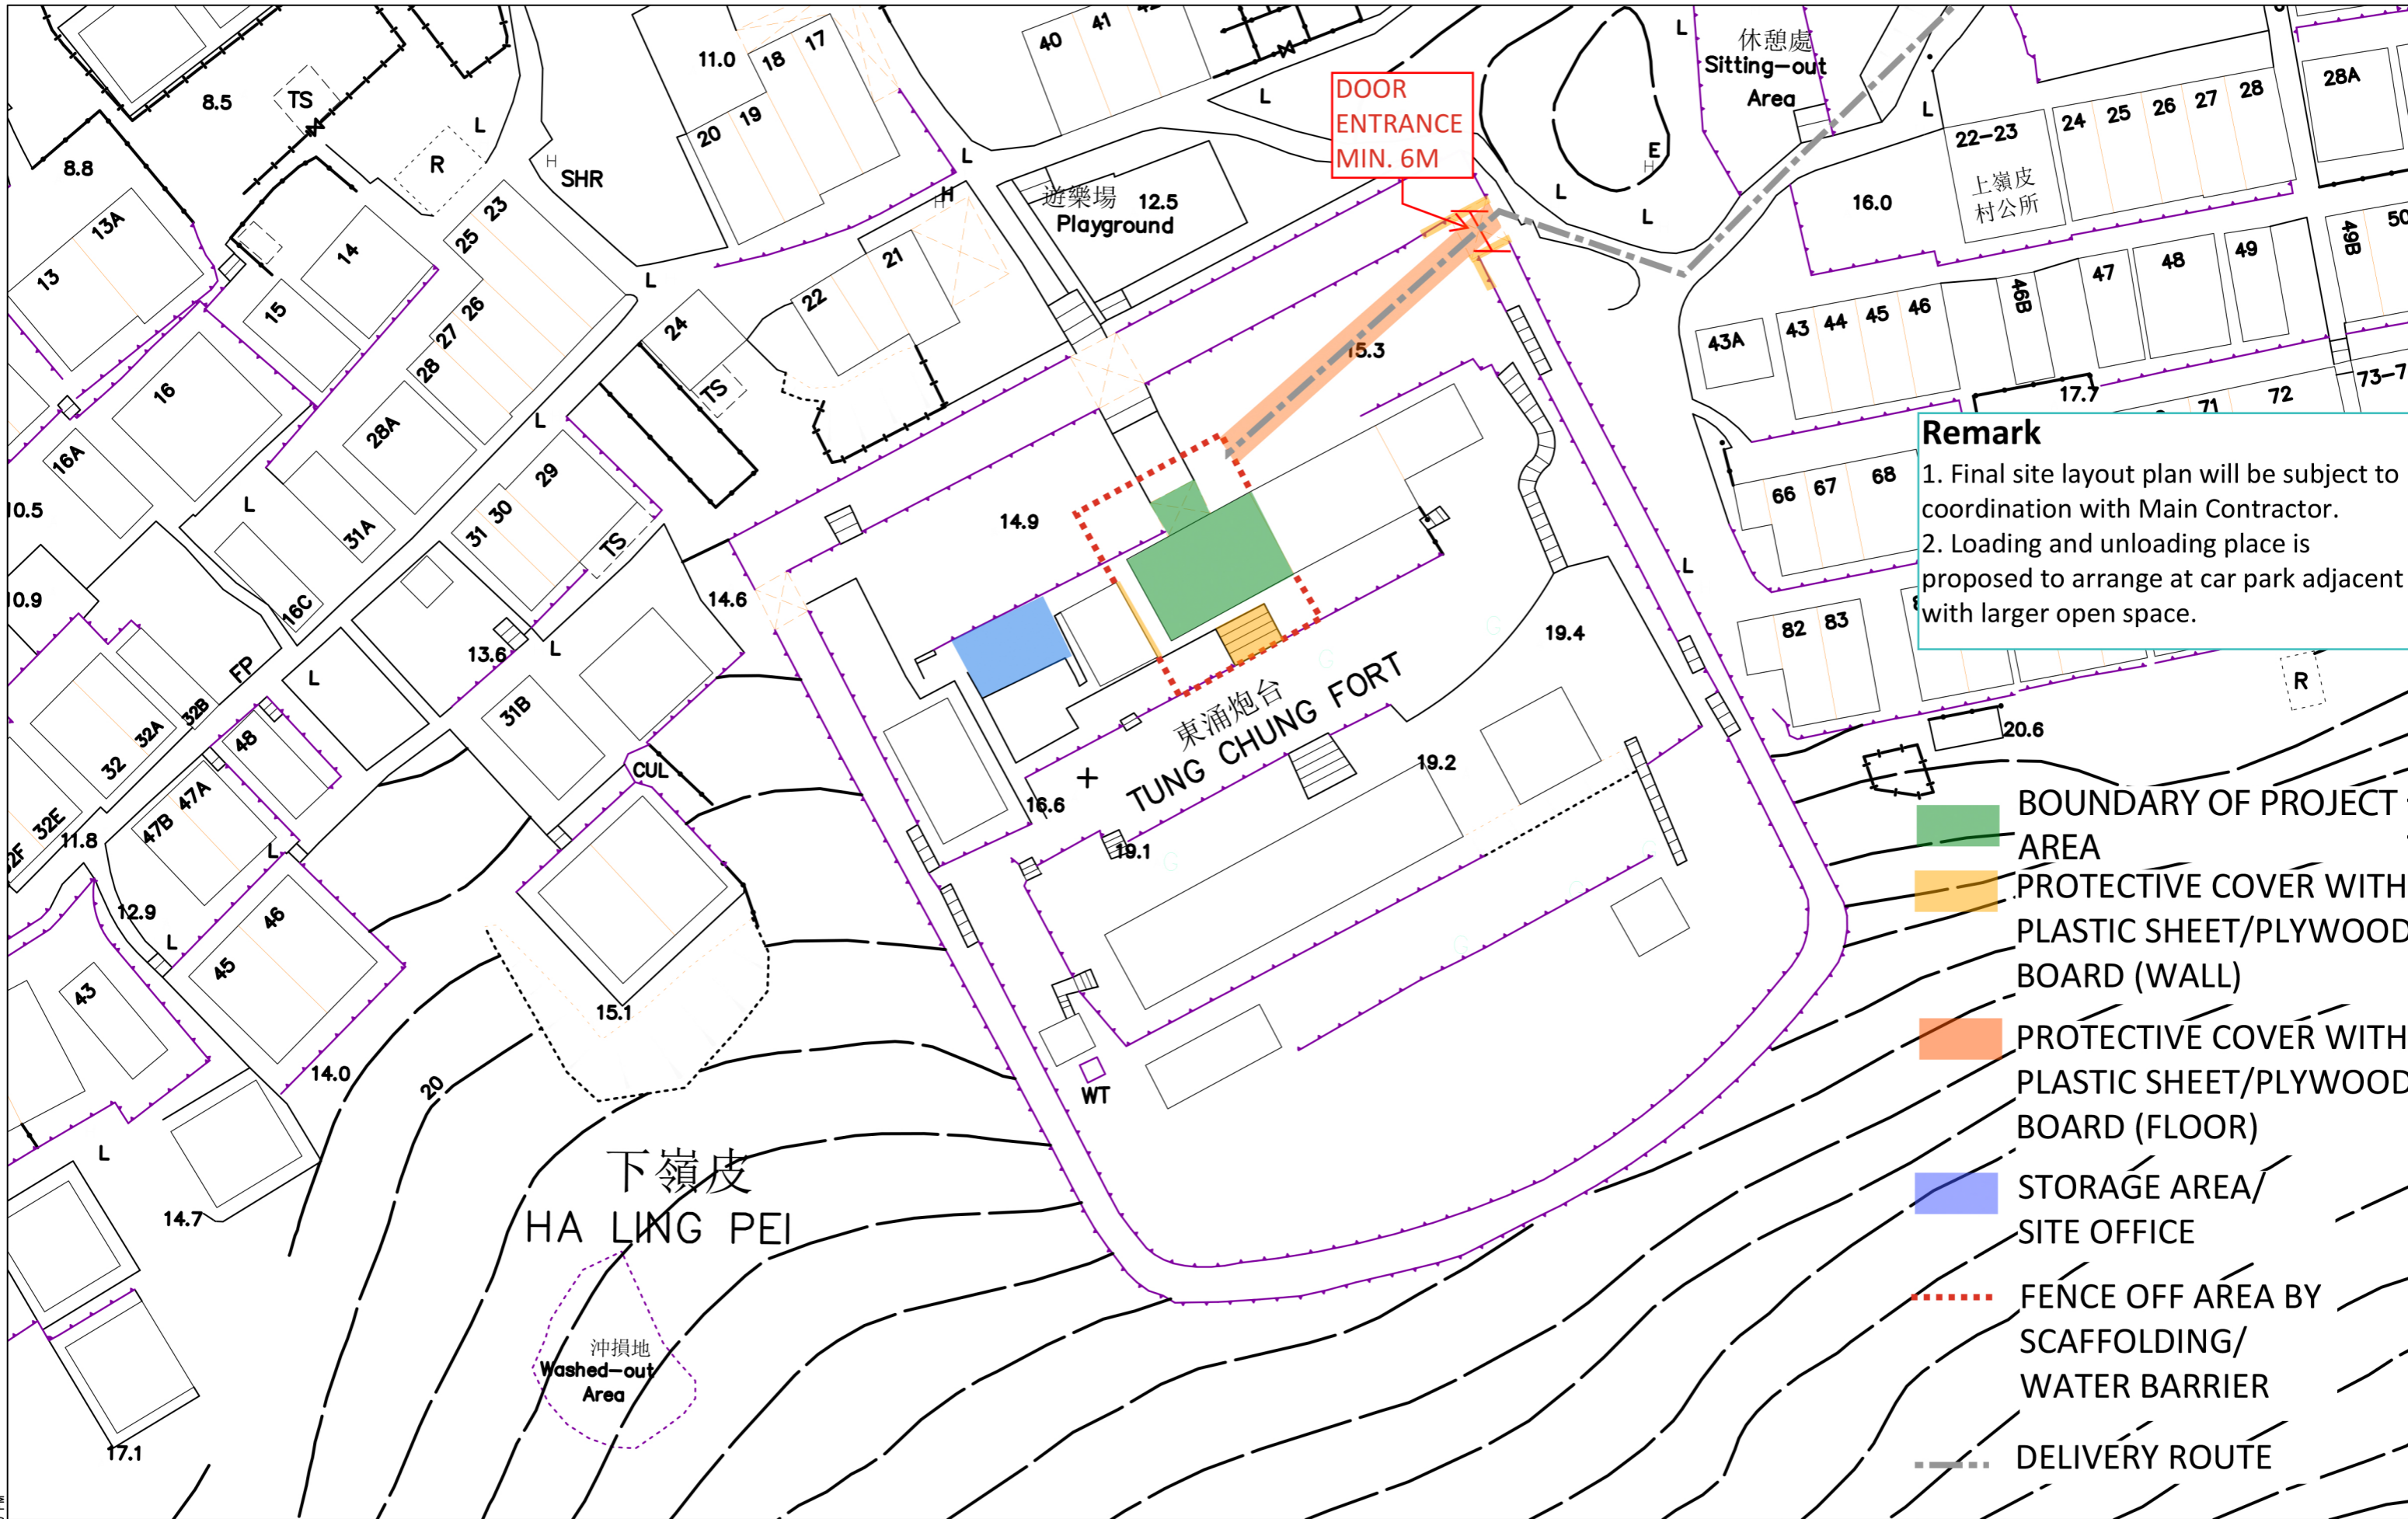 40
41
17
18
11.0
19
20
8.5
TS
L
R
8.8
13A
13
14
15
16
16A
10.5
10.9
H
SHR
23
25
26
27
28
28A
24
TS
L
L
H
H
21
22
遊樂場
Playground
12.5
L
DOOR
ENTRANCE
MIN. 6M
L
休憩處
Sitting-out
Area
E
H
L
L
L
22-23
上嶺皮
村公所
24
25
26
27
28
28A
16.0
43A
43
44
45
46
46B
47
48
49
49B
50
17.7
71
72
73-7
66
67
68
82
83
Remark
1. Final site layout plan will be subject to
coordination with Main Contractor.
2. Loading and unloading place is
proposed to arrange at car park adjacent
with larger open space.
R
20.6
15.3
14.9
L
29
30
31
TS
31A
L
16C
L
13.6
L
14.6
FP
32B
32A
32
32E
32F
L
31B
CUL
48
47A
47B
11.8
L
12.9
L
46
45
43
14.0
15.1
20
L
14.7
17.1
東涌炮台
TUNG CHUNG FORT
19.4
19.2
16.6
19.1
G
G
G
G
L
WT
下嶺皮
HA LING PEI
沖損地
Washed-out
Area
BOUNDARY OF PROJECT
AREA
PROTECTIVE COVER WITH
PLASTIC SHEET/PLYWOOD
BOARD (WALL)
PROTECTIVE COVER WITH
PLASTIC SHEET/PLYWOOD
BOARD (FLOOR)
STORAGE AREA/
SITE OFFICE
FENCE OFF AREA BY
SCAFFOLDING/
WATER BARRIER
DELIVERY ROUTE